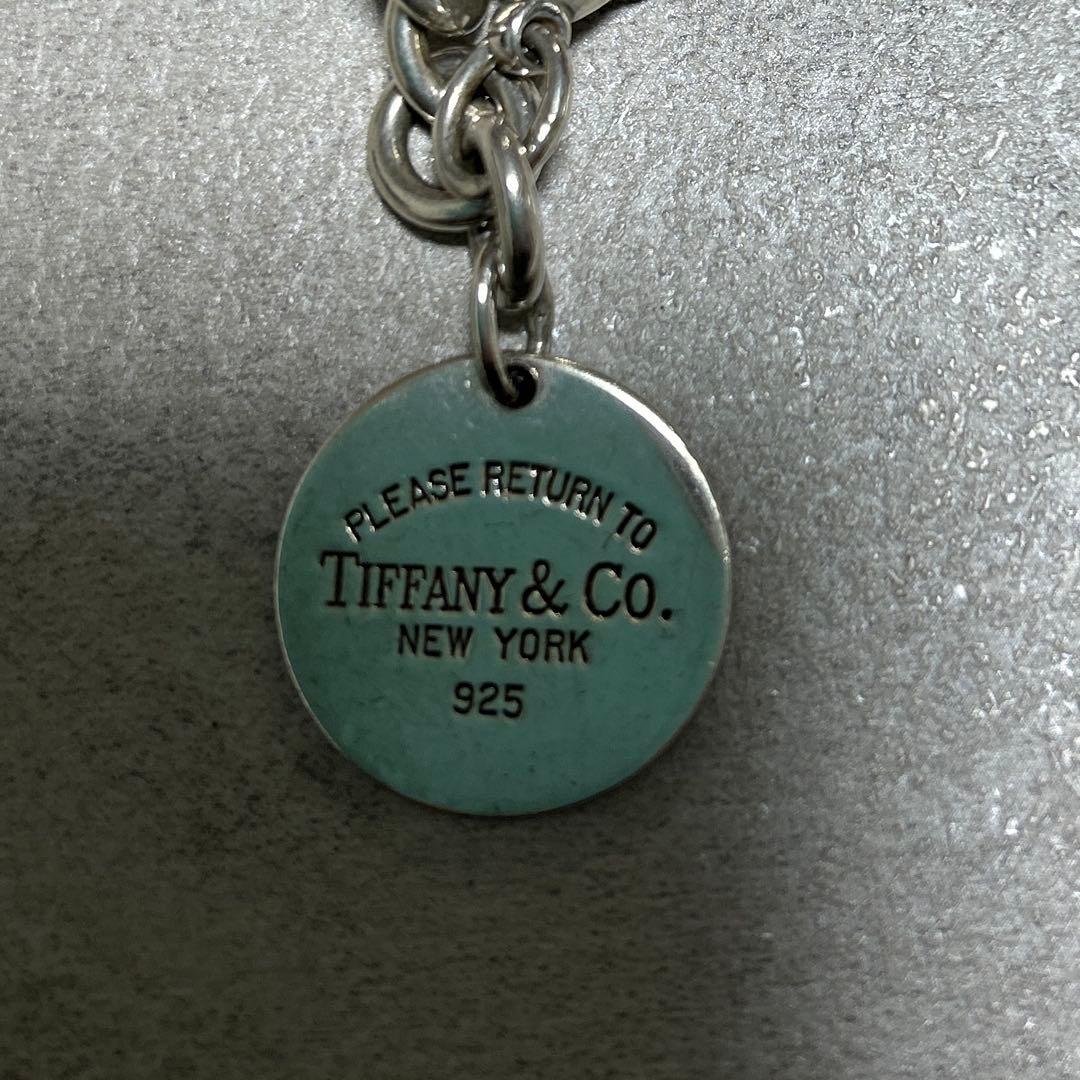 PLEASE RETURN TO
TIFFANY & CO.
NEW YORK
925